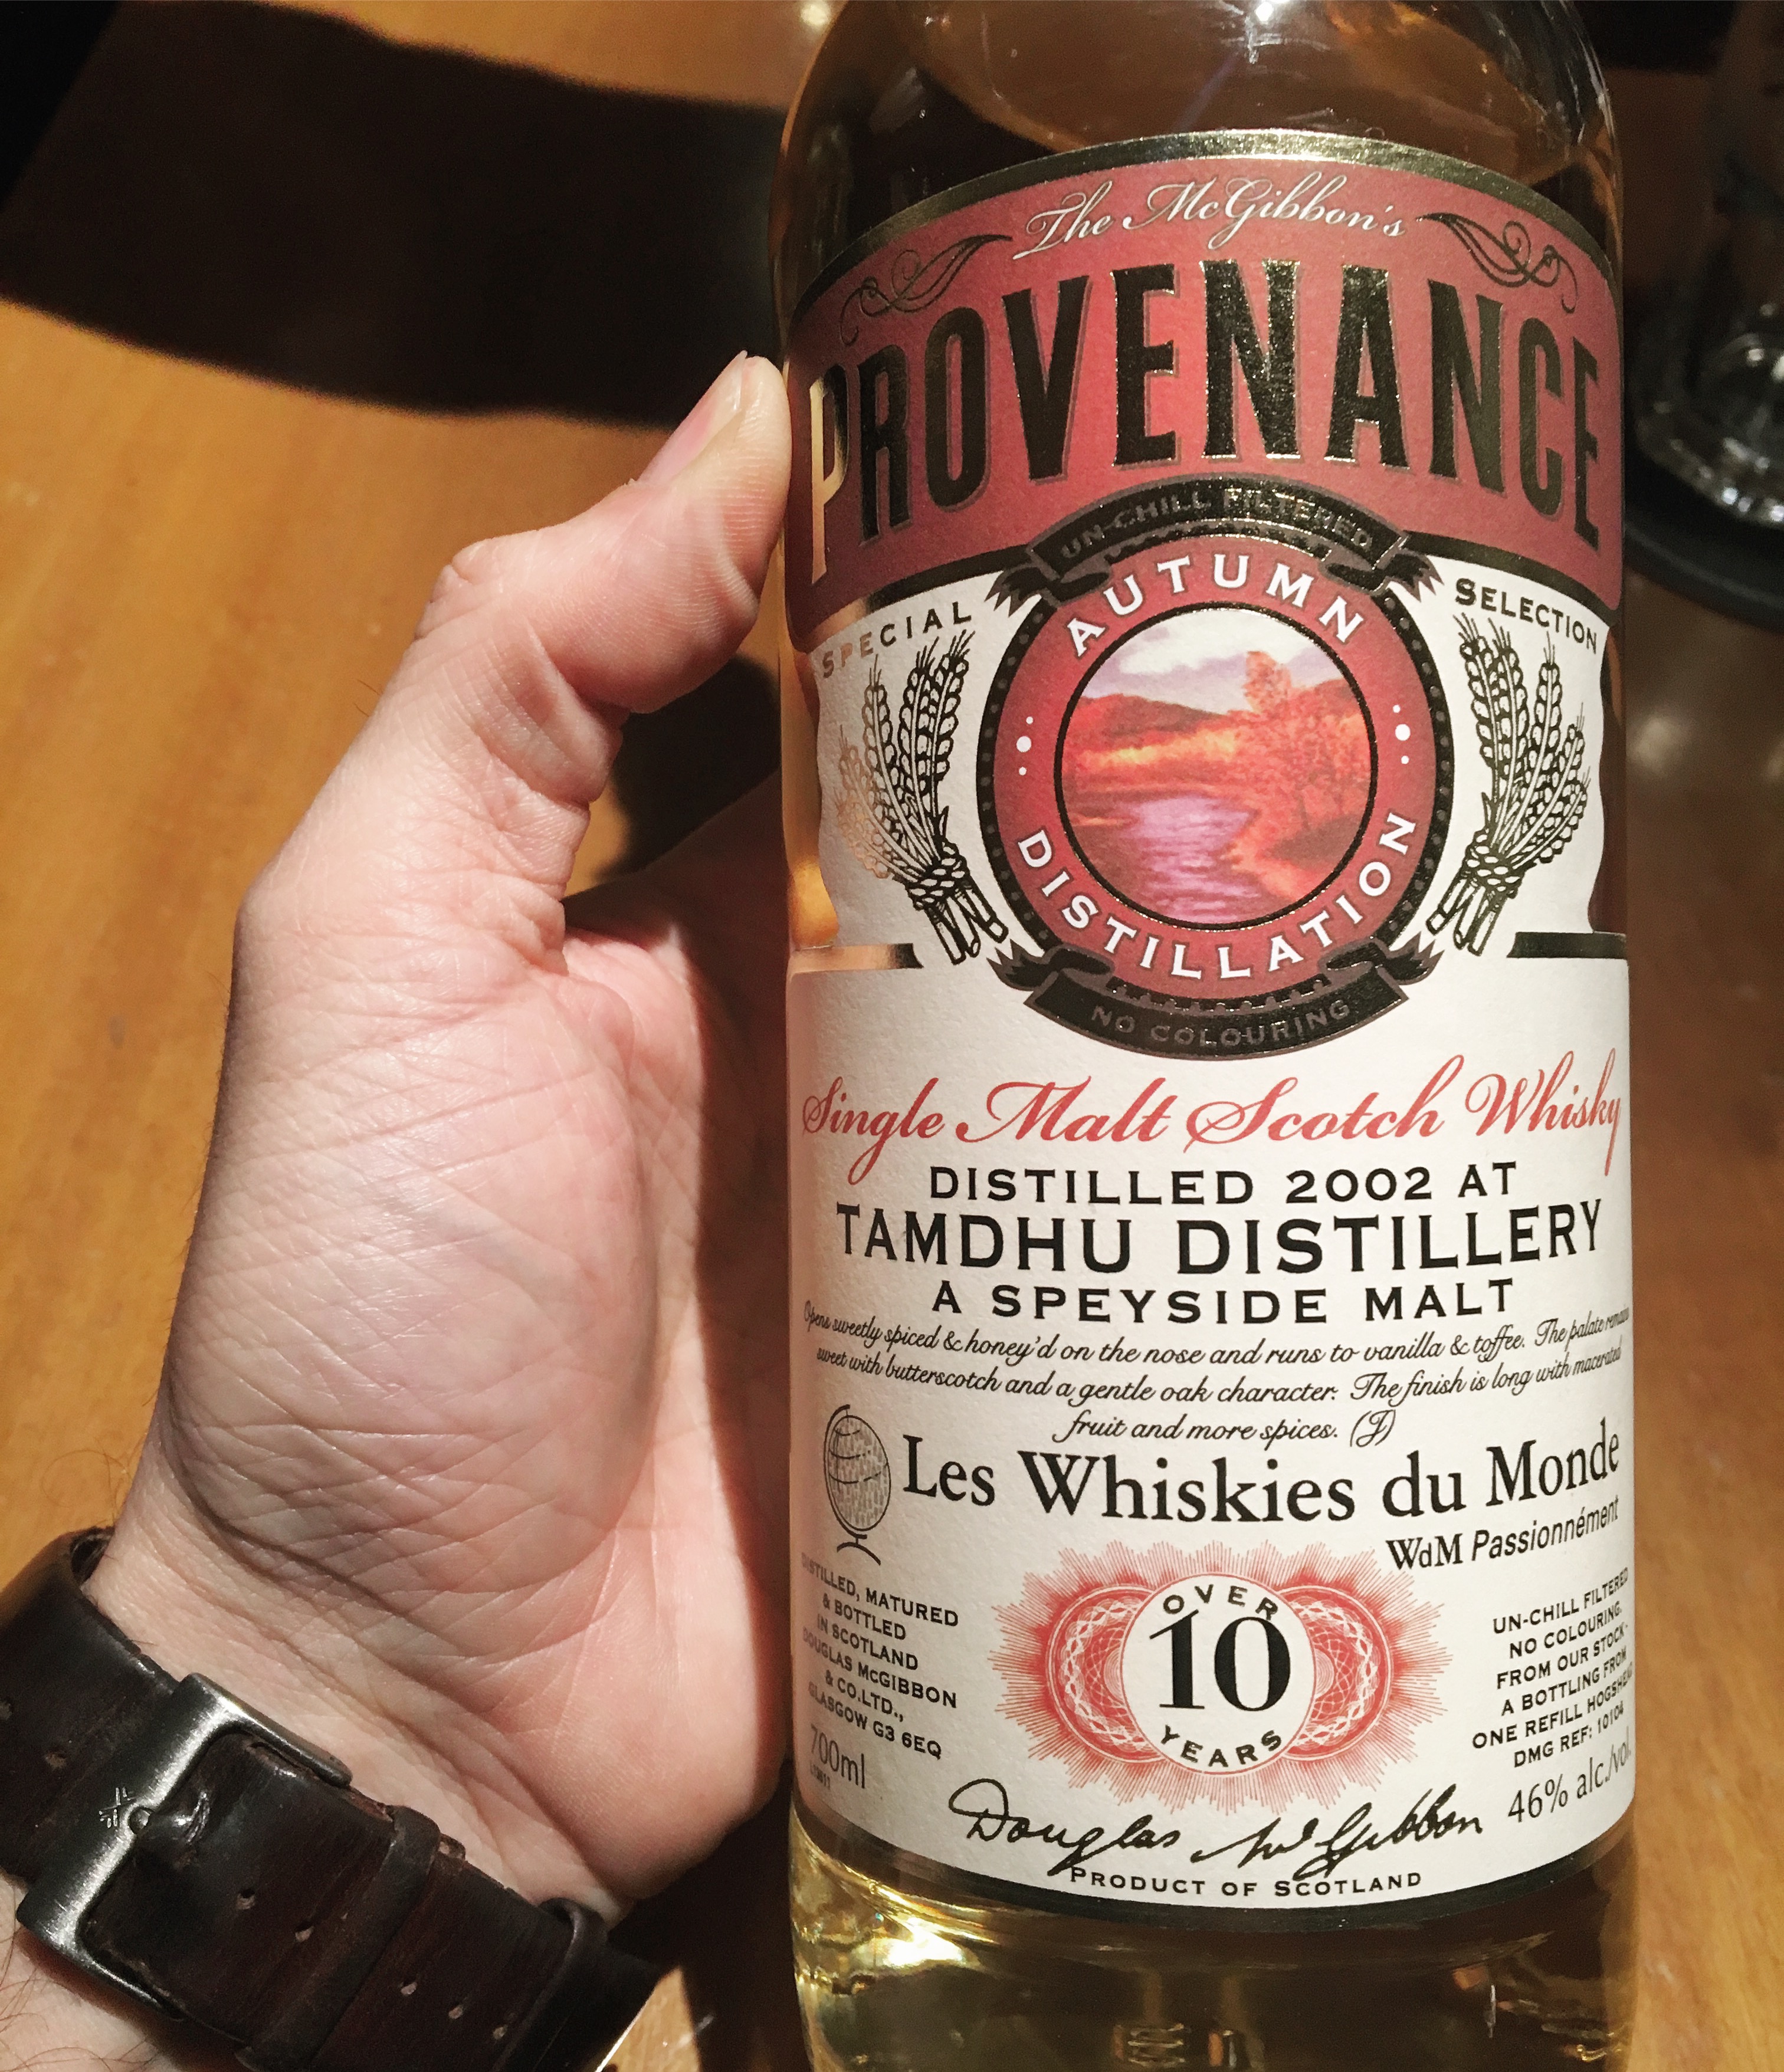 The McGibbon's
PROVENANCE
UN-CHILL FILTERED
SPECIAL
SELECTION
AUTUMN
DISTILLATION
NO COLOURING
Single Malt Scotch Whisky
DISTILLED 2002 AT
TAMDHU DISTILLERY
A SPEYSIDE MALT
Opens sweetly spiced & honey'd on the nose and runs to vanilla & toffee. The palate remains
sweet with butterscotch and a gentle oak character. The finish is long with macerated
fruit and more spices. (J)
Les Whiskies du Monde
WdM Passionnément
DISTILLED, MATURED
& BOTTLED
IN SCOTLAND
DOUGLAS McGIBBON
& CO.LTD.,
GLASGOW G3 6EQ
700ml
OVER
10
YEARS
UN-CHILL FILTERED
NO COLOURING.
FROM OUR STOCK-
A BOTTLING FROM
ONE REFILL HOGSHEAD
DMG REF: 10104
46% alc./vol.
Douglas McGibbon
PRODUCT OF SCOTLAND